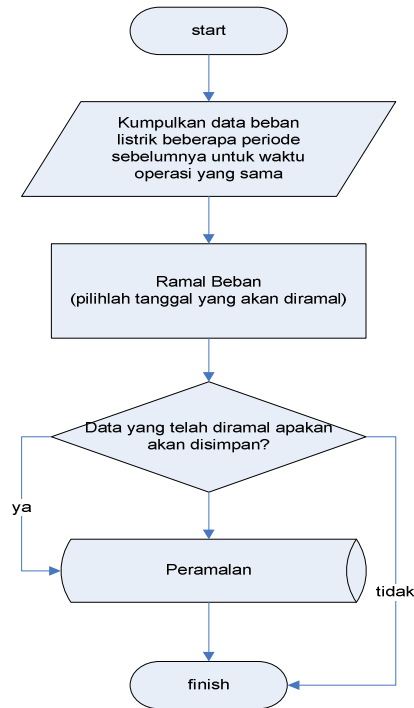 start
Kumpulkan data beban
listrik beberapa periode
sebelumnya untuk waktu
operasi yang sama
Ramal Beban
(pilihlah tanggal yang akan diramal)
Data yang telah diramal apakan
akan disimpan?
ya
Peramalan
tidak
finish